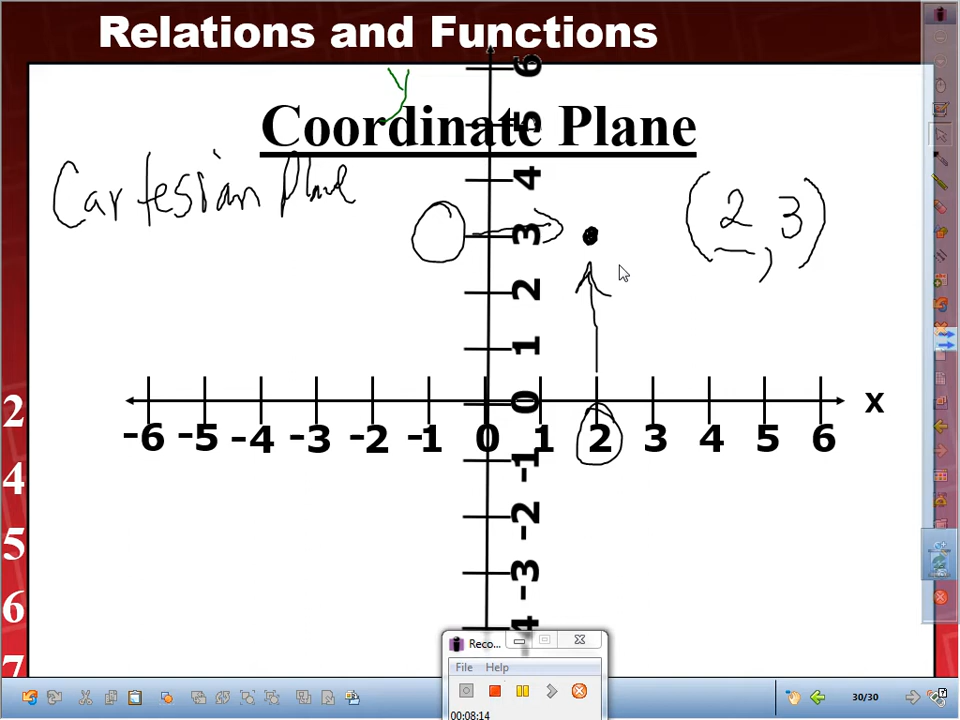 Relations and Functions
y
Coordinate Plane
Cartesian Plane
(2, 3)
6
5
4
3
2
1
0
-1
-2
-3
4
x
-6 -5 -4 -3 -2 -1 0 1 2 3 4 5 6
2
4
5
6
7
Reco...
File Help
00:08:14
30/30